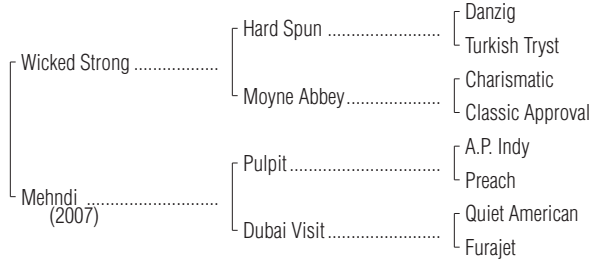 Danzig
Hard Spun ....................
Turkish Tryst
Wicked Strong ...............
Charismatic
Moyne Abbey .................
Classic Approval
A.P. Indy
Pulpit ...........................
Preach
Mehndi ........................
(2007)
Quiet American
Dubai Visit ....................
Furajet